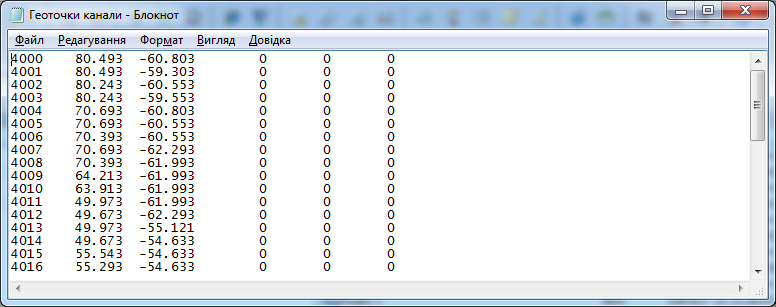 Геоточки канали - Блокнот
Файл Редагування Формат Вигляд Довідка
4000 80.493 -60.803 0 0 0
4001 80.493 -59.303 0 0 0
4002 80.243 -60.553 0 0 0
4003 80.243 -59.553 0 0 0
4004 70.693 -60.803 0 0 0
4005 70.693 -60.553 0 0 0
4006 70.393 -60.553 0 0 0
4007 70.693 -62.293 0 0 0
4008 70.393 -61.993 0 0 0
4009 64.213 -61.993 0 0 0
4010 63.913 -61.993 0 0 0
4011 49.973 -61.993 0 0 0
4012 49.673 -62.293 0 0 0
4013 49.973 -55.121 0 0 0
4014 49.673 -54.633 0 0 0
4015 55.543 -54.633 0 0 0
4016 55.293 -54.633 0 0 0